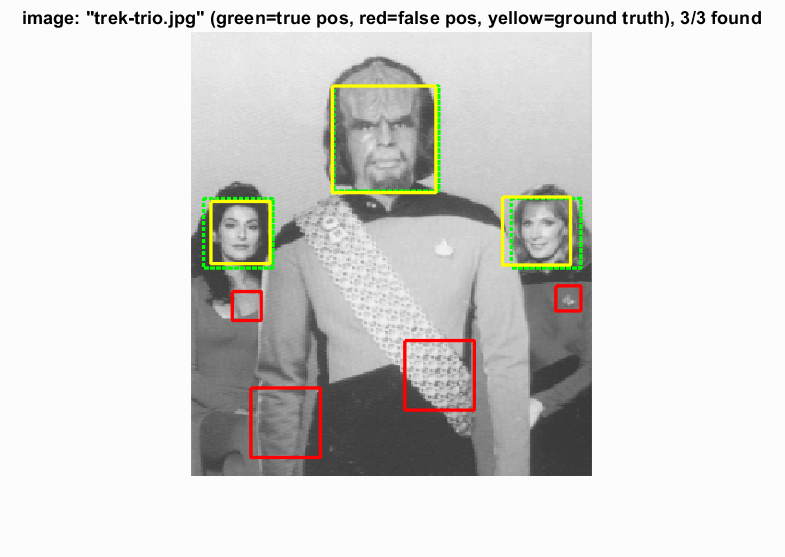 image: "trek-trio.jpg" (green=true pos, red=false pos, yellow=ground truth), 3/3 found